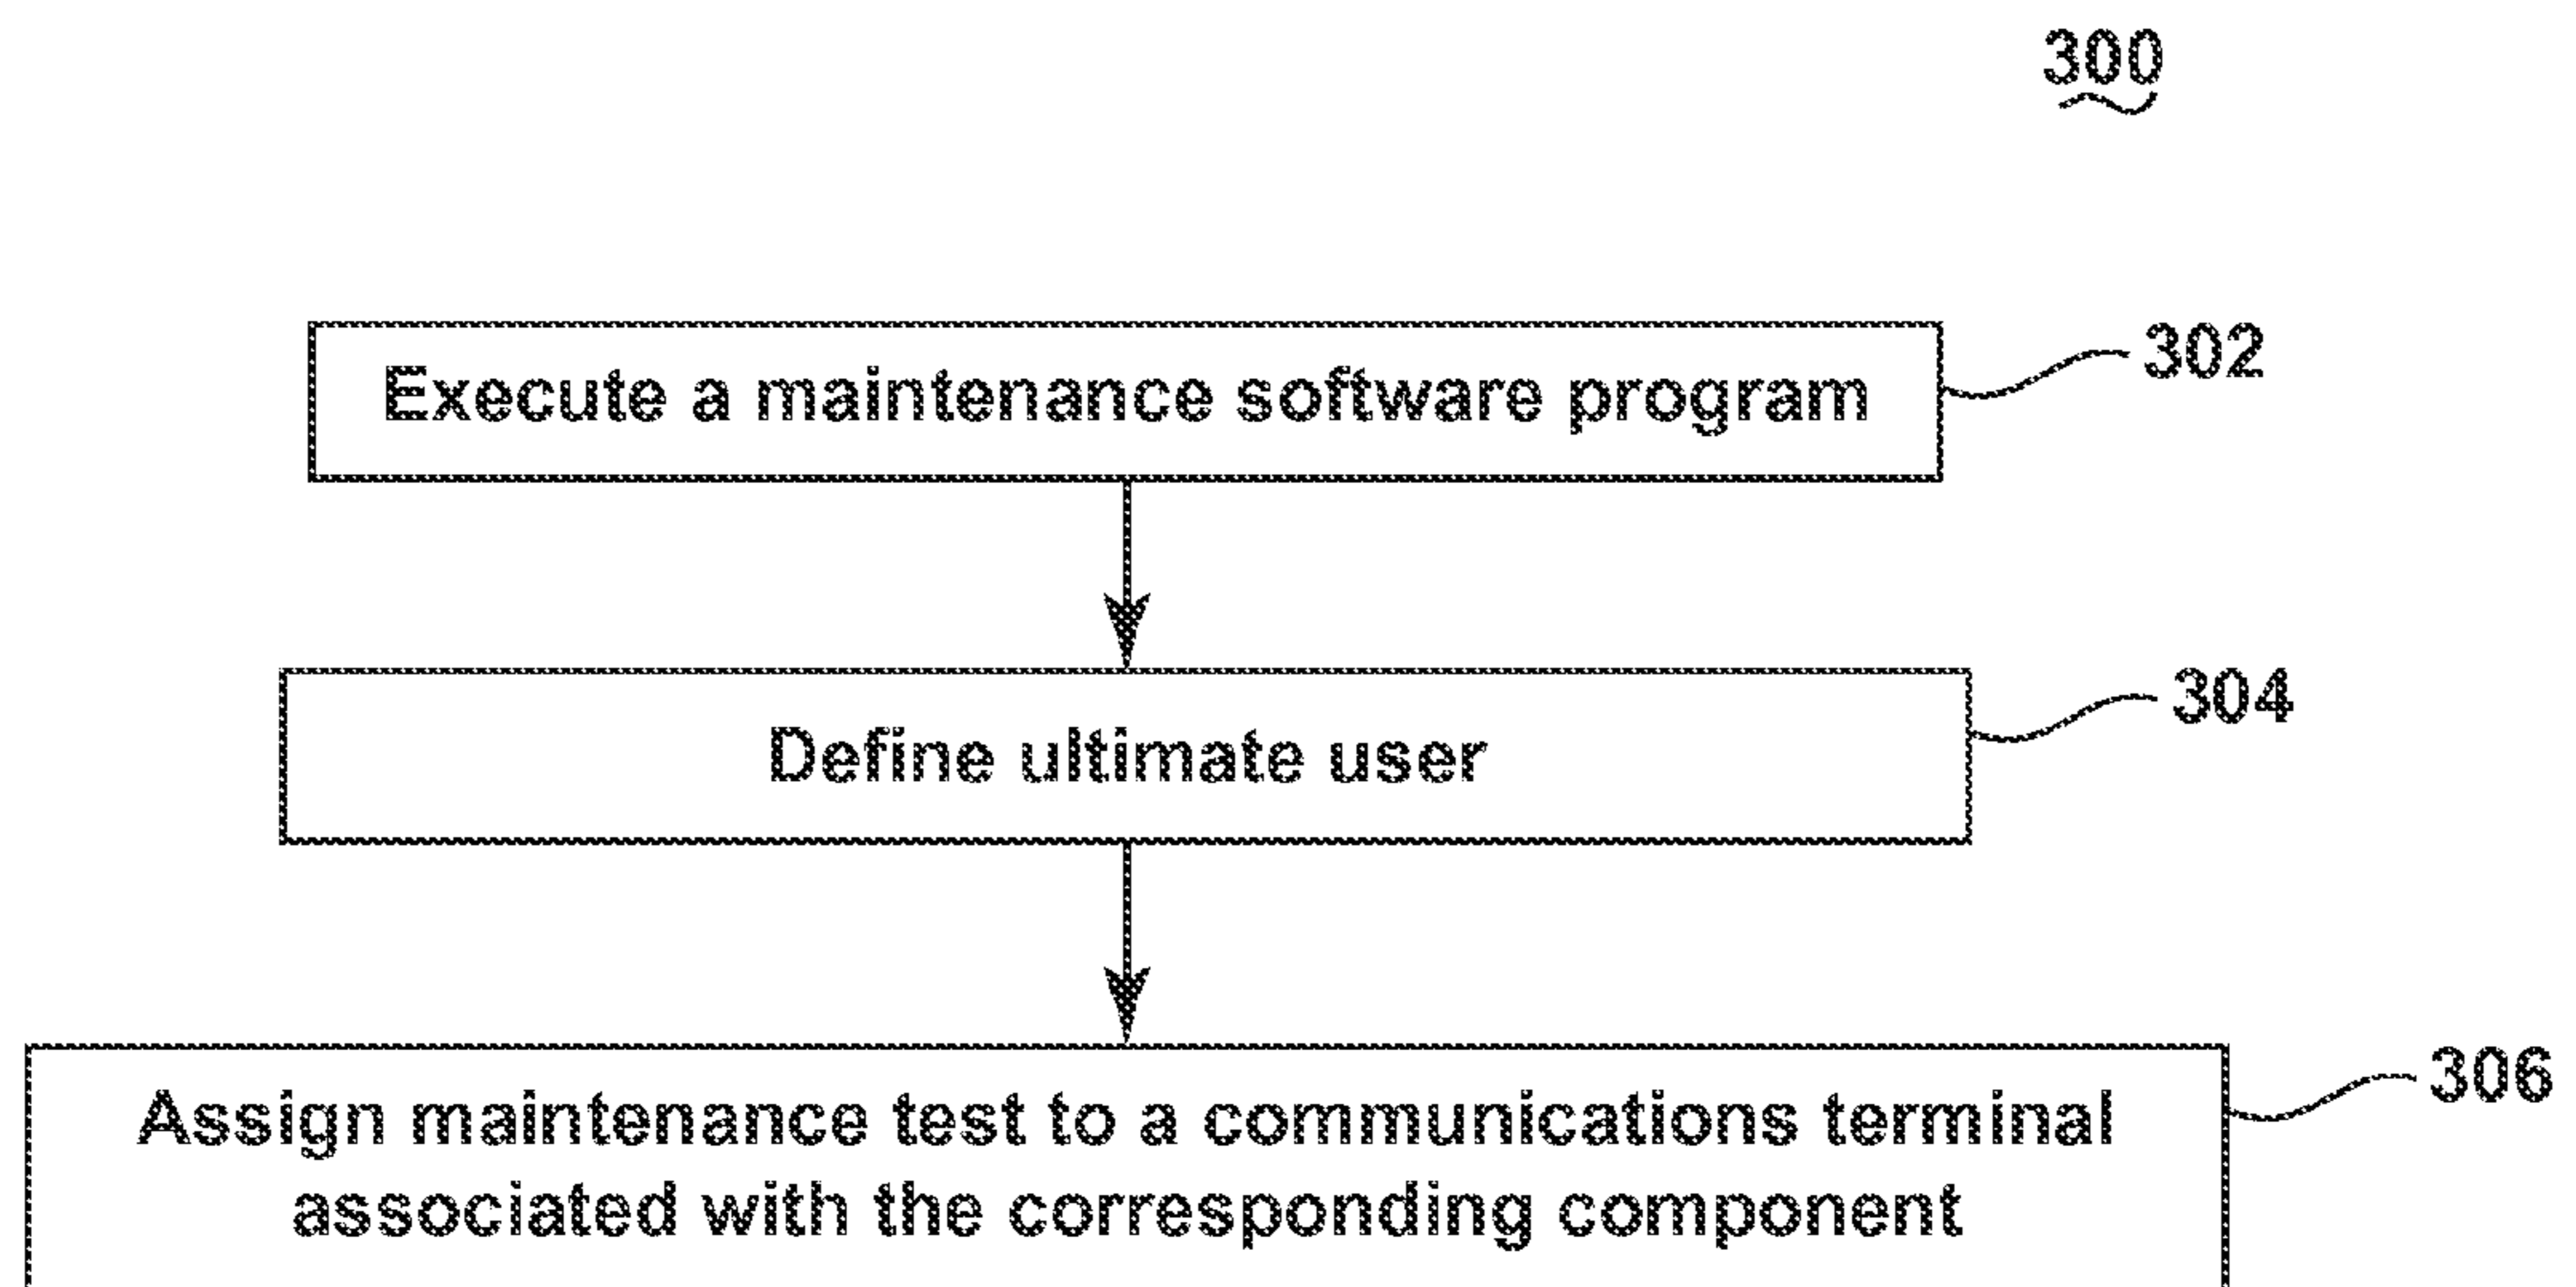 300
Execute a maintenance software program
302
Define ultimate user
304
Assign maintenance test to a communications terminal
associated with the corresponding component
306